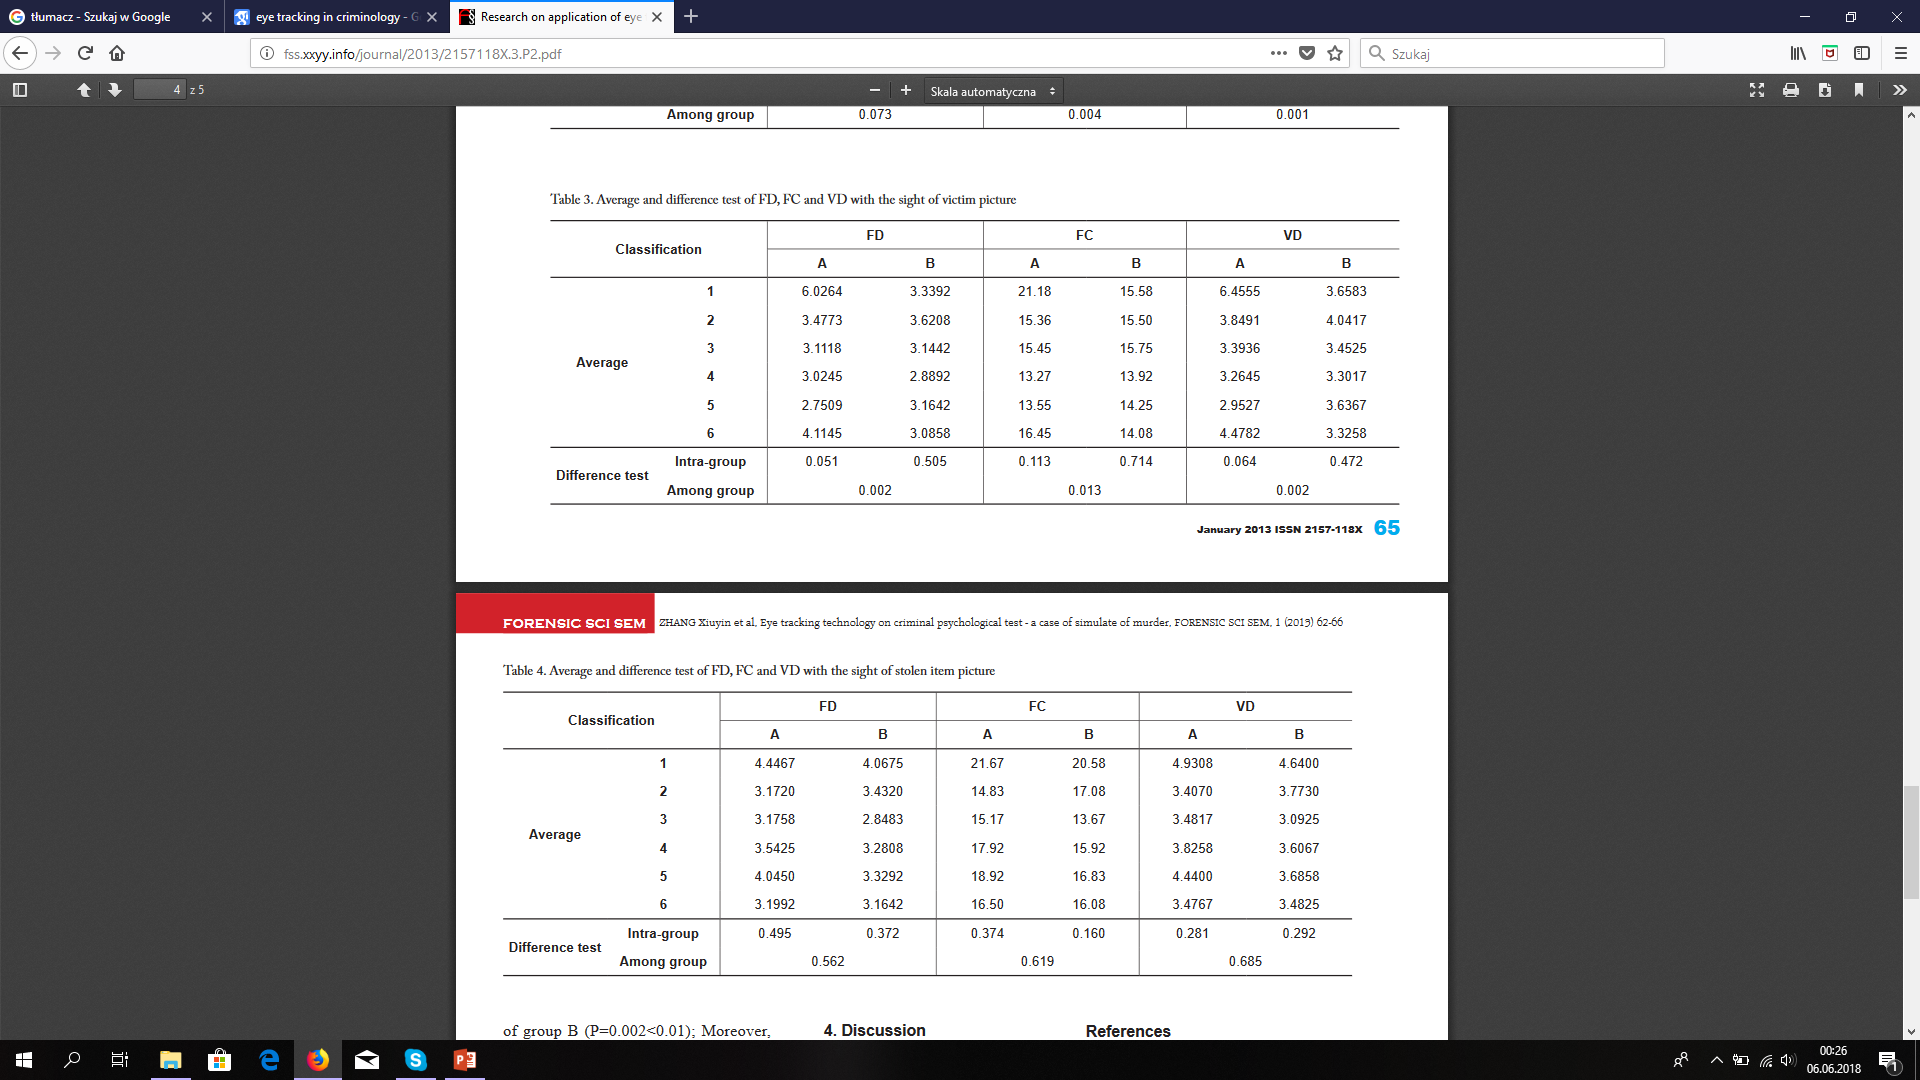 tłumacz - Szukaj w Google
eye tracking in criminology - G
Research on application of eye
fss.xxyy.info/journal/2013/2157118X.3.P2.pdf
Szukaj
4 z 5
Skala automatyczna
Among group 0.073 0.004 0.001
Table 3. Average and difference test of FD, FC and VD with the sight of victim picture
Classification FD FC VD
A B A B A B
Average
1 6.0264 3.3392 21.18 15.58 6.4555 3.6583
2 3.4773 3.6208 15.36 15.50 3.8491 4.0417
3 3.1118 3.1442 15.45 15.75 3.3936 3.4525
4 3.0245 2.8892 13.27 13.92 3.2645 3.3017
5 2.7509 3.1642 13.55 14.25 2.9527 3.6367
6 4.1145 3.0858 16.45 14.08 4.4782 3.3258
Difference test
Intra-group 0.051 0.505 0.113 0.714 0.064 0.472
Among group 0.002 0.013 0.002
January 2013 ISSN 2157-118X 65
FORENSIC SCI SEM ZHANG Xiuyin et al, Eye tracking technology on criminal psychological test - a case of simulate of murder, FORENSIC SCI SEM, 1 (2013) 62-66
Table 4. Average and difference test of FD, FC and VD with the sight of stolen item picture
Classification FD FC VD
A B A B A B
Average
1 4.4467 4.0675 21.67 20.58 4.9308 4.6400
2 3.1720 3.4320 14.83 17.08 3.4070 3.7730
3 3.1758 2.8483 15.17 13.67 3.4817 3.0925
4 3.5425 3.2808 17.92 15.92 3.8258 3.6067
5 4.0450 3.3292 18.92 16.83 4.4400 3.6858
6 3.1992 3.1642 16.50 16.08 3.4767 3.4825
Difference test
Intra-group 0.495 0.372 0.374 0.160 0.281 0.292
Among group 0.562 0.619 0.685
of group B (P=0.002<0.01); Moreover,
4. Discussion
References
00:26
06.06.2018
1